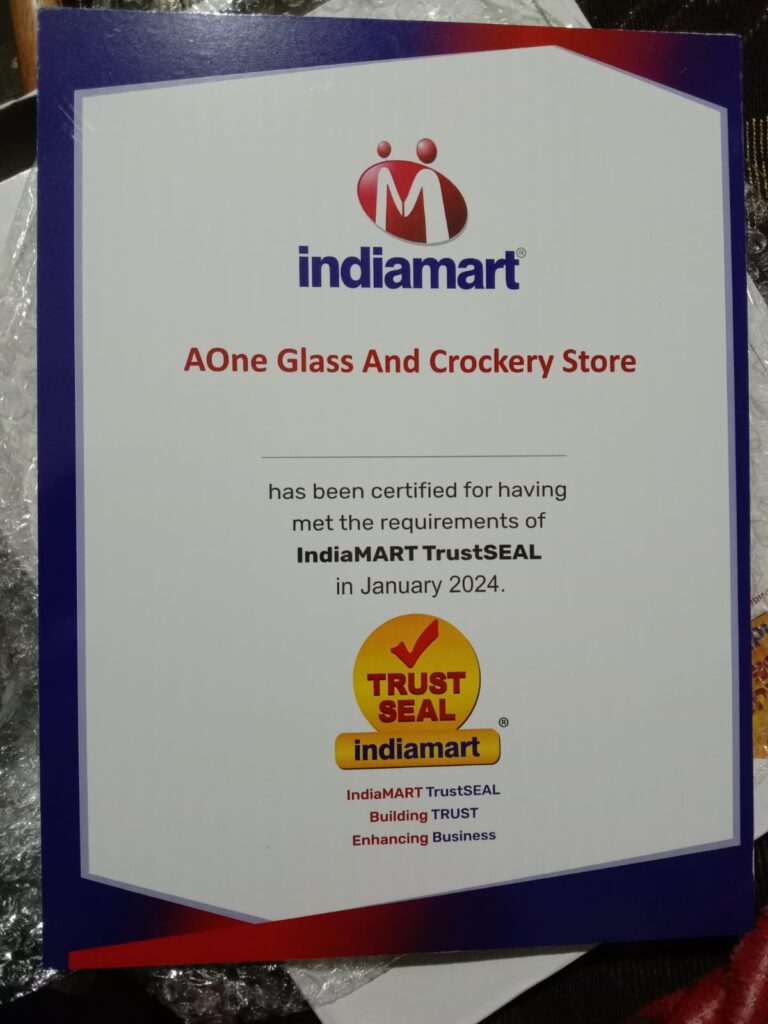 indiamart®
AOne Glass And Crockery Store
has been certified for having
met the requirements of
IndiaMART TrustSEAL
in January 2024.
TRUST
SEAL
indiamart®
IndiaMART TrustSEAL
Building TRUST
Enhancing Business